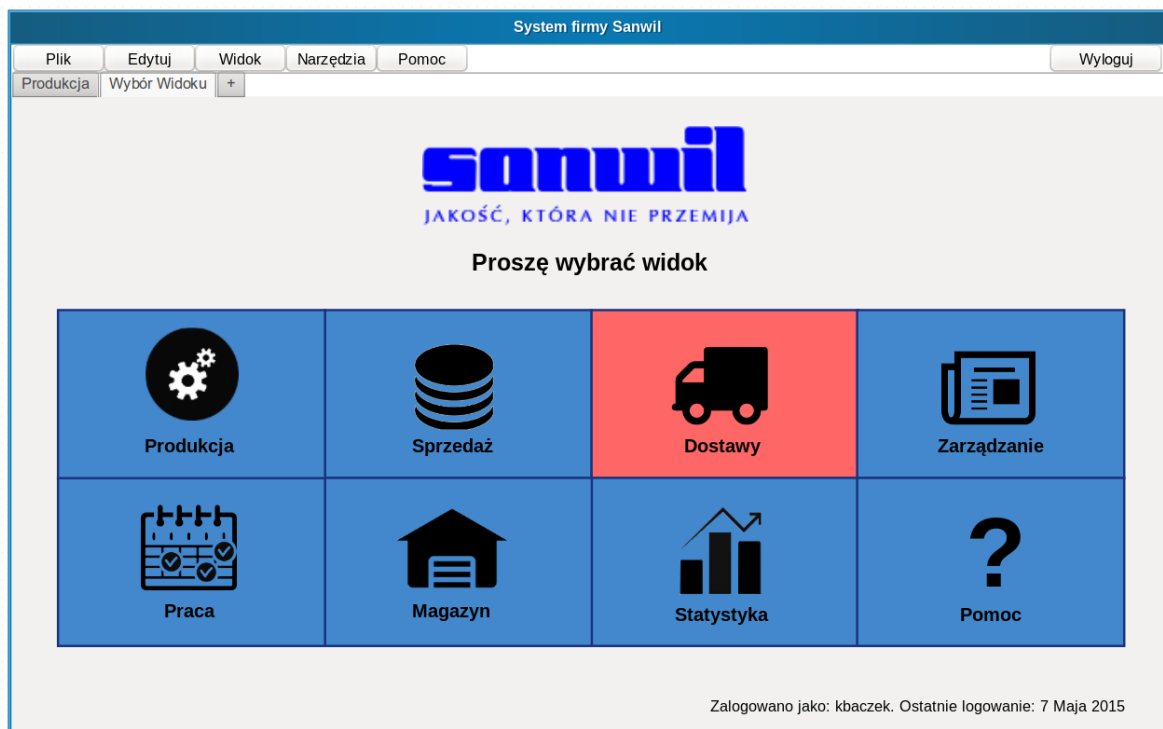 System firmy Sanwil
Plik Edytuj Widok Narzędzia Pomoc Wyloguj
Produkcja Wybór Widoku +
sanwil
JAKOŚĆ, KTÓRA NIE PRZEMIJA
Proszę wybrać widok
Produkcja Sprzedaż Dostawy Zarządzanie
?
Praca Magazyn Statystyka Pomoc
Zalogowano jako: kbaczek. Ostatnie logowanie: 7 Maja 2015